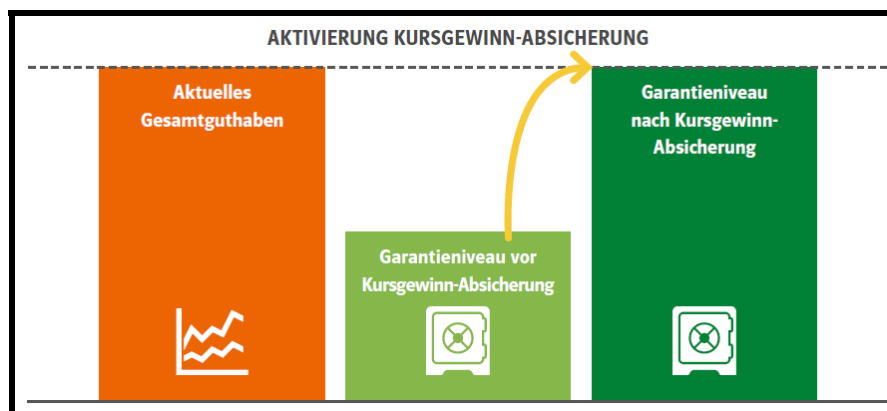 AKTIVIERUNG KURSGEWINN-ABSICHERUNG
Aktuelles
Gesamtguthaben
Garantieniveau vor
Kursgewinn-Absicherung
Garantieniveau
nach Kursgewinn-
Absicherung